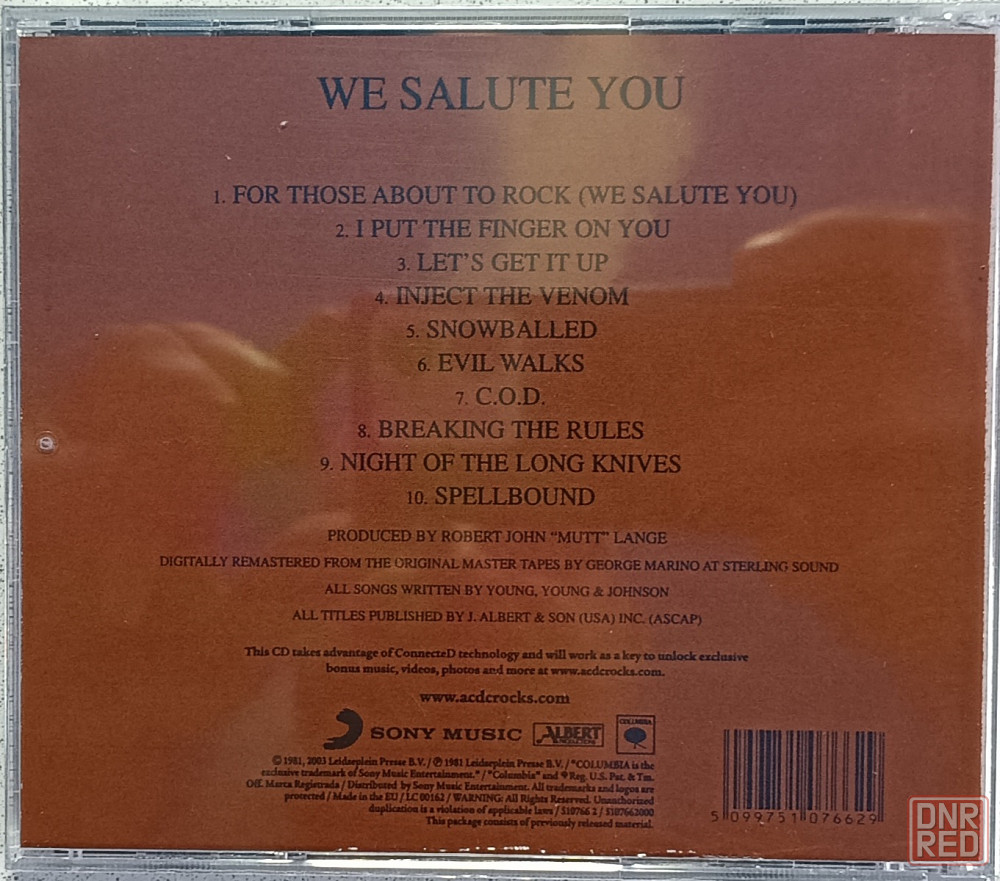 WE SALUTE YOU
1. FOR THOSE ABOUT TO ROCK (WE SALUTE YOU)
2. I PUT THE FINGER ON YOU
3. LET'S GET IT UP
4. INJECT THE VENOM
5. SNOWBALLED
6. EVIL WALKS
7. C.O.D.
8. BREAKING THE RULES
9. NIGHT OF THE LONG KNIVES
10. SPELLBOUND
PRODUCED BY ROBERT JOHN "MUTT" LANGE
DIGITALLY REMASTERED FROM THE ORIGINAL MASTER TAPES BY GEORGE MARINO AT STERLING SOUND
ALL SONGS WRITTEN BY YOUNG, YOUNG & JOHNSON
ALL TITLES PUBLISHED BY J. ALBERT & SON (USA) INC. (ASCAP)
This CD takes advantage of ConnecteD technology and will work as a key to unlock exclusive
bonus music, videos, photos and more at www.acdcrocks.com.
www.acdcrocks.com
SONY MUSIC
ALBERT
PRODUCTIONS
COLUMBIA
© 1981, 2003 Leidseplein Presse B.V. / ℗ 1981 Leidseplein Presse B.V. / "COLUMBIA is the
exclusive trademark of Sony Music Entertainment." / "Columbia" and ® Reg. U.S. Pat. & Tm.
Off. Marca Registrada / Distributed by Sony Music Entertainment. All trademarks and logos are
protected / Made in the EU / LC 00162 / WARNING: All Rights Reserved. Unauthorized
duplication is a violation of applicable laws / 510766 2 / 5107662000
This package consists of previously released material.
5 099751 076629
DNR
RED